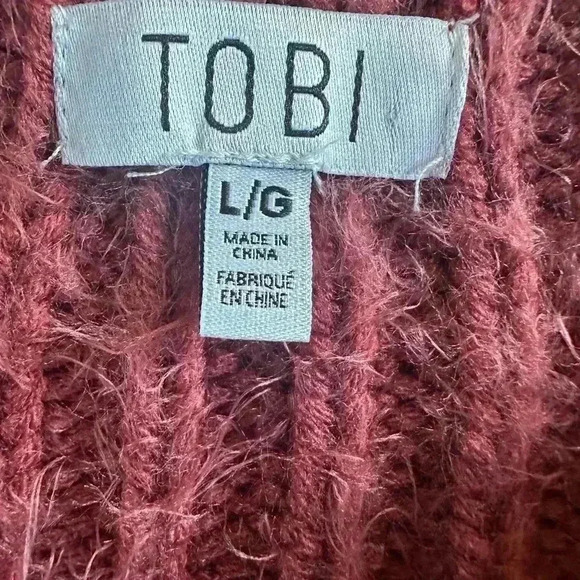 TOBI
L/G
MADE IN
CHINA
FABRIQUÉ
EN CHINE